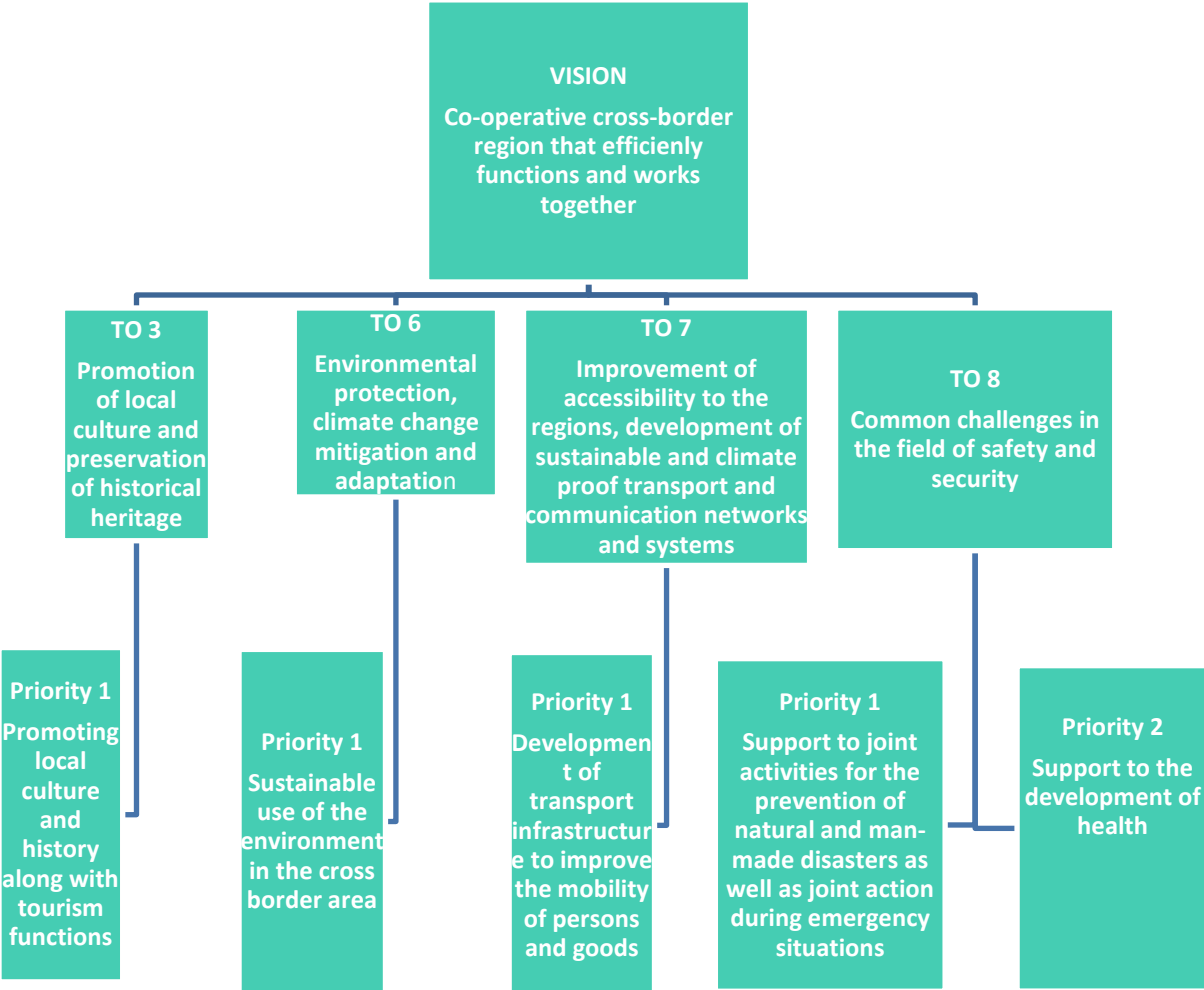 VISION
Co-operative cross-border
region that efficienly
functions and works
together
TO 3
Promotion
of local
culture and
preservation
of historical
heritage
TO 6
Environmental
protection,
climate change
mitigation and
adaptation
TO 7
Improvement of
accessibility to the
regions, development of
sustainable and climate
proof transport and
communication networks
and systems
TO 8
Common challenges in
the field of safety and
security
Priority 1
Promoting
local
culture
and
history
along with
tourism
functions
Priority 1
Sustainable
use of the
environment
in the cross
border area
Priority 1
Developmen
t of
transport
infrastructur
e to improve
the mobility
of persons
and goods
Priority 1
Support to joint
activities for the
prevention of
natural and man-
made disasters as
well as joint action
during emergency
situations
Priority 2
Support to the
development of
health